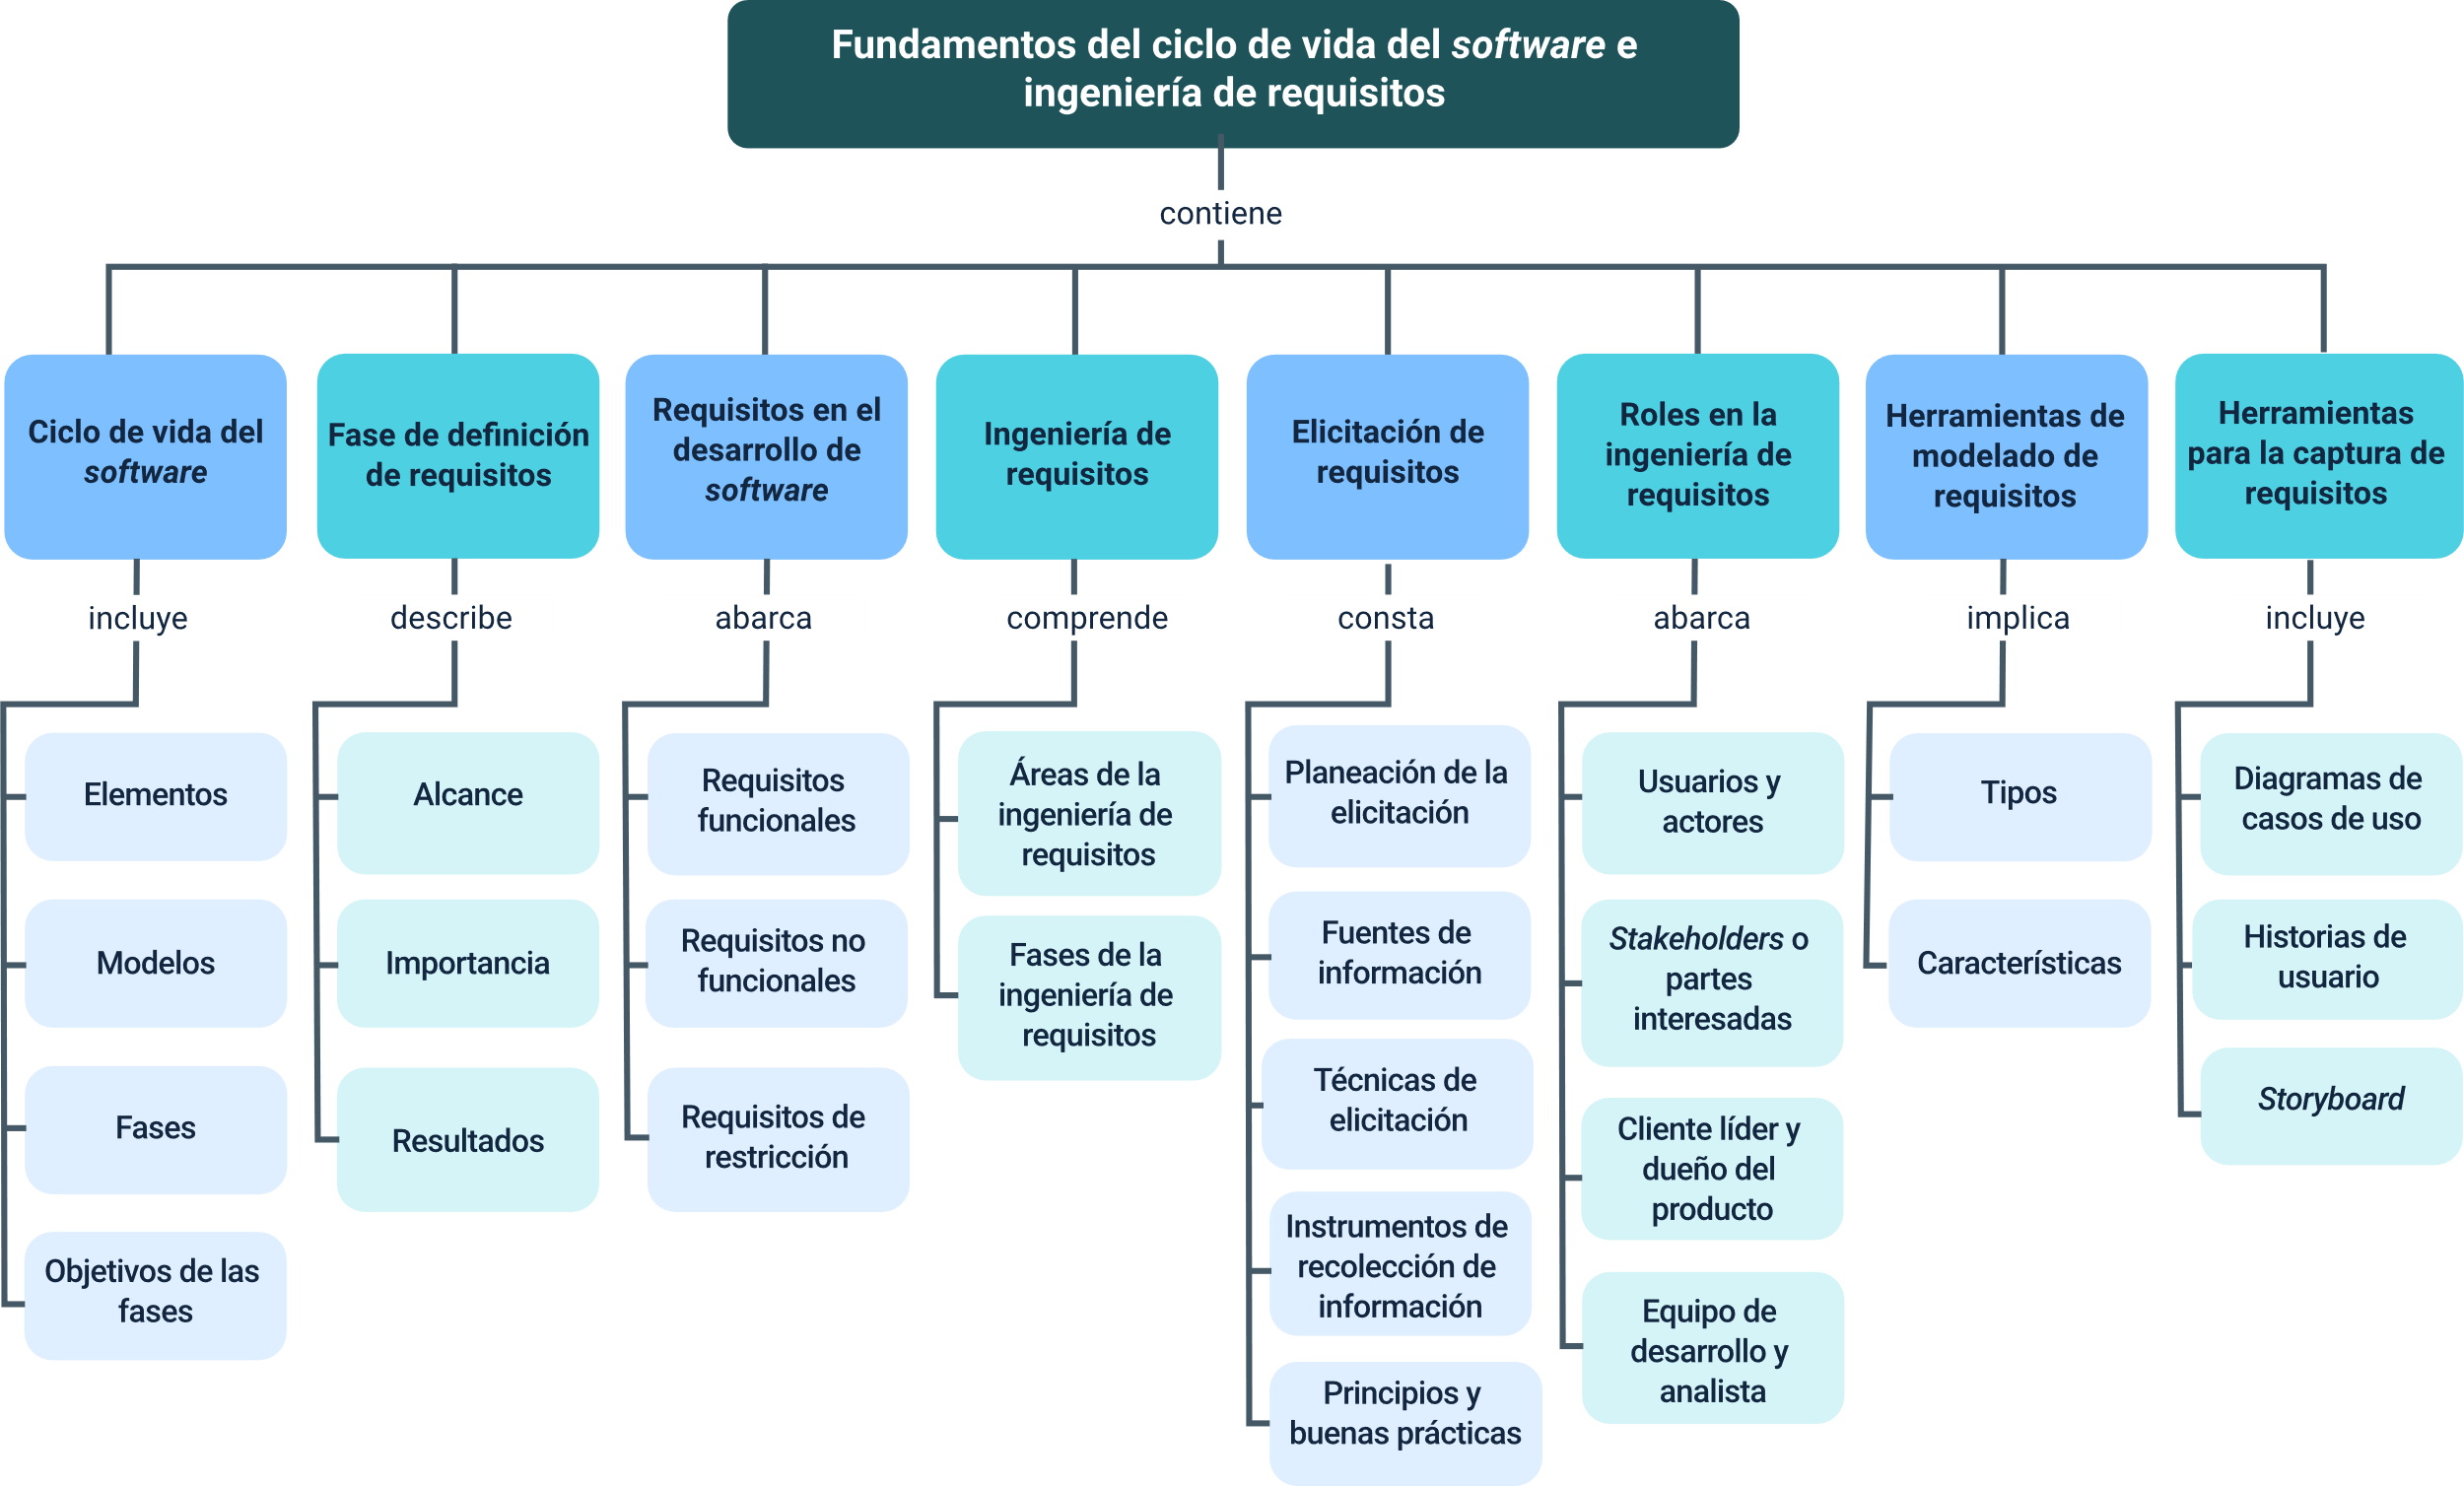 Fundamentos del ciclo de vida del software e
ingeniería de requisitos
contiene
Ciclo de vida del
software
incluye
Elementos
Modelos
Fases
Objetivos de las
fases
Fase de definición
de requisitos
describe
Alcance
Importancia
Resultados
Requisitos en el
desarrollo de
software
abarca
Requisitos
funcionales
Requisitos no
funcionales
Requisitos de
restricción
Ingeniería de
requisitos
comprende
Áreas de la
ingeniería de
requisitos
Fases de la
ingeniería de
requisitos
Elicitación de
requisitos
consta
Planeación de la
elicitación
Fuentes de
información
Técnicas de
elicitación
Instrumentos de
recolección de
información
Principios y
buenas prácticas
Roles en la
ingeniería de
requisitos
abarca
Usuarios y
actores
Stakeholders o
partes
interesadas
Cliente líder y
dueño del
producto
Equipo de
desarrollo y
analista
Herramientas de
modelado de
requisitos
implica
Tipos
Características
Herramientas
para la captura de
requisitos
incluye
Diagramas de
casos de uso
Historias de
usuario
Storyboard